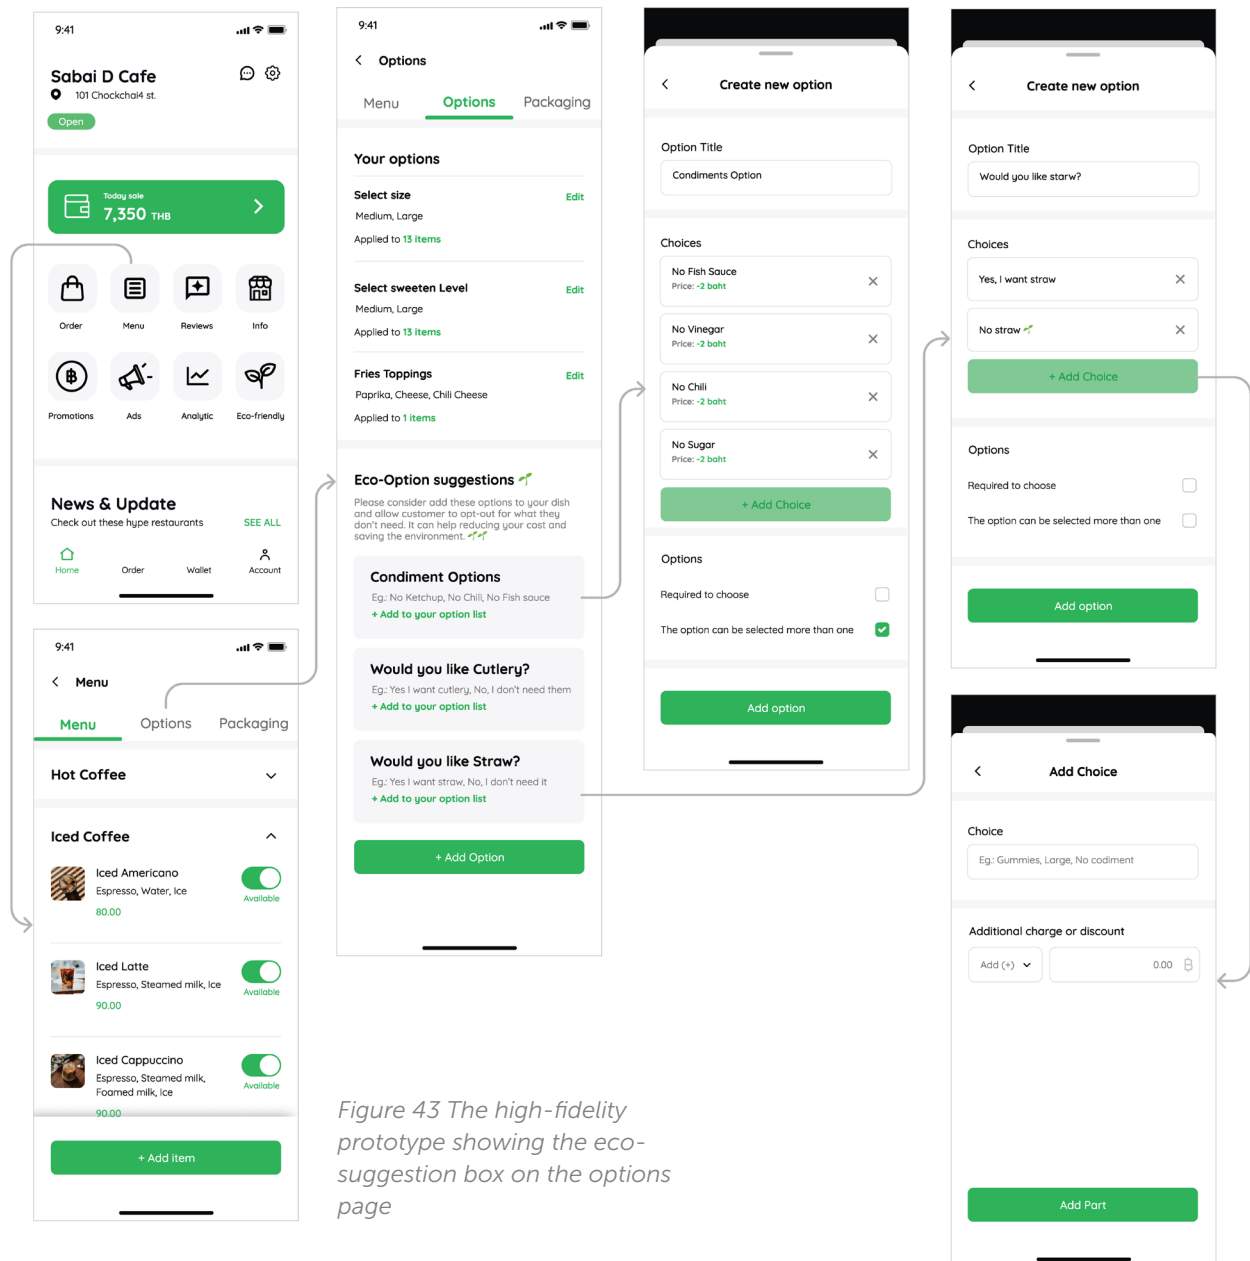 9:41
Sabai D Cafe
101 Chockchai4 st.
Open
Today sale
7,350 THB
Order
Menu
Reviews
Info
Promotions
Ads
Analytic
Eco-friendly
News & Update
Check out these hype restaurants
SEE ALL
Home
Order
Wallet
Account
9:41
Menu
Menu
Options
Packaging
Hot Coffee
Iced Coffee
Iced Americano
Espresso, Water, Ice
80.00
Available
Iced Latte
Espresso, Steamed milk, Ice
90.00
Available
Iced Cappuccino
Espresso, Steamed milk,
Foamed milk, Ice
90.00
Available
+ Add item
9:41
Options
Menu
Options
Packaging
Your options
Select size
Edit
Medium, Large
Applied to 13 items
Select sweeten Level
Edit
Medium, Large
Applied to 13 items
Fries Toppings
Edit
Paprika, Cheese, Chili Cheese
Applied to 1 items
Eco-Option suggestions
Please consider add these options to your dish
and allow customer to opt-out for what they
don't need. It can help reducing your cost and
saving the environment.
Condiment Options
Eg.: No Ketchup, No Chili, No Fish sauce
+ Add to your option list
Would you like Cutlery?
Eg.: Yes I want cutlery, No, I don't need them
+ Add to your option list
Would you like Straw?
Eg.: Yes I want straw, No, I don't need it
+ Add to your option list
+ Add Option
Create new option
Option Title
Condiments Option
Choices
No Fish Sauce
Price: -2 baht
No Vinegar
Price: -2 baht
No Chili
Price: -2 baht
No Sugar
Price: -2 baht
+ Add Choice
Options
Required to choose
The option can be selected more than one
Add option
Create new option
Option Title
Would you like starw?
Choices
Yes, I want straw
No straw
+ Add Choice
Options
Required to choose
The option can be selected more than one
Add option
Add Choice
Choice
Eg.: Gummies, Large, No codiment
Additional charge or discount
Add (+)
0.00 ฿
Add Part
Figure 43 The high-fidelity
prototype showing the eco-
suggestion box on the options
page